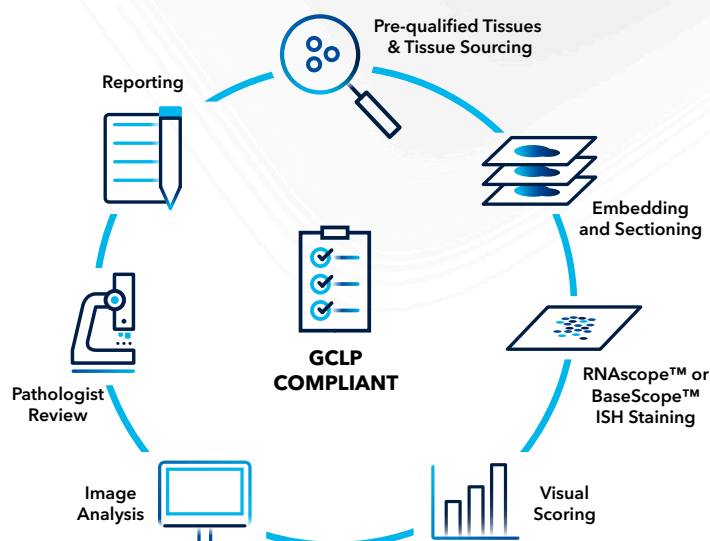 Pre-qualified Tissues
& Tissue Sourcing
Reporting
Embedding
and Sectioning
GCLP
COMPLIANT
RNAscope™ or
BaseScope™
ISH Staining
Pathologist
Review
Image
Analysis
Visual
Scoring